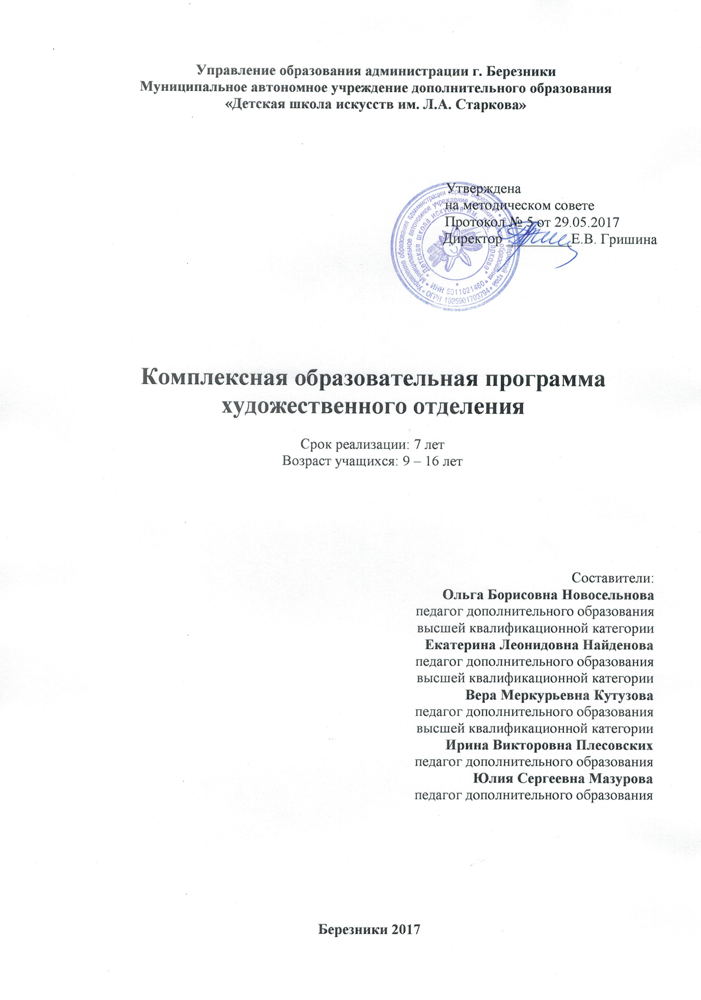 Управление образования администрации г. Березники
Муниципальное автономное учреждение дополнительного образования
«Детская школа искусств им. Л.А. Старкова»
Утверждена
на методическом совете
Протокол № 5 от 29.05.2017
Директор __________Е.В. Гришина
Управление образования администрации города Березники • Пермский край •
ОГРН 1025901703794 •
Муниципальное автономное учреждение дополнительного образования •
ИНН 5911021460 •
"Детская школа искусств им. Л.А. Старкова"
Комплексная образовательная программа
художественного отделения
Срок реализации: 7 лет
Возраст учащихся: 9 – 16 лет
Составители:
Ольга Борисовна Новосельнова
педагог дополнительного образования
высшей квалификационной категории
Екатерина Леонидовна Найденова
педагог дополнительного образования
высшей квалификационной категории
Вера Меркурьевна Кутузова
педагог дополнительного образования
высшей квалификационной категории
Ирина Викторовна Плесовских
педагог дополнительного образования
Юлия Сергеевна Мазурова
педагог дополнительного образования
Березники 2017